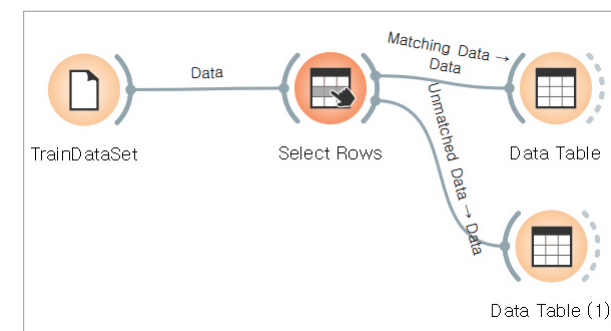 Data
Matching Data → Data
TrainDataSet
Select Rows
Data Table
Unmatched Data → Data
Data Table (1)